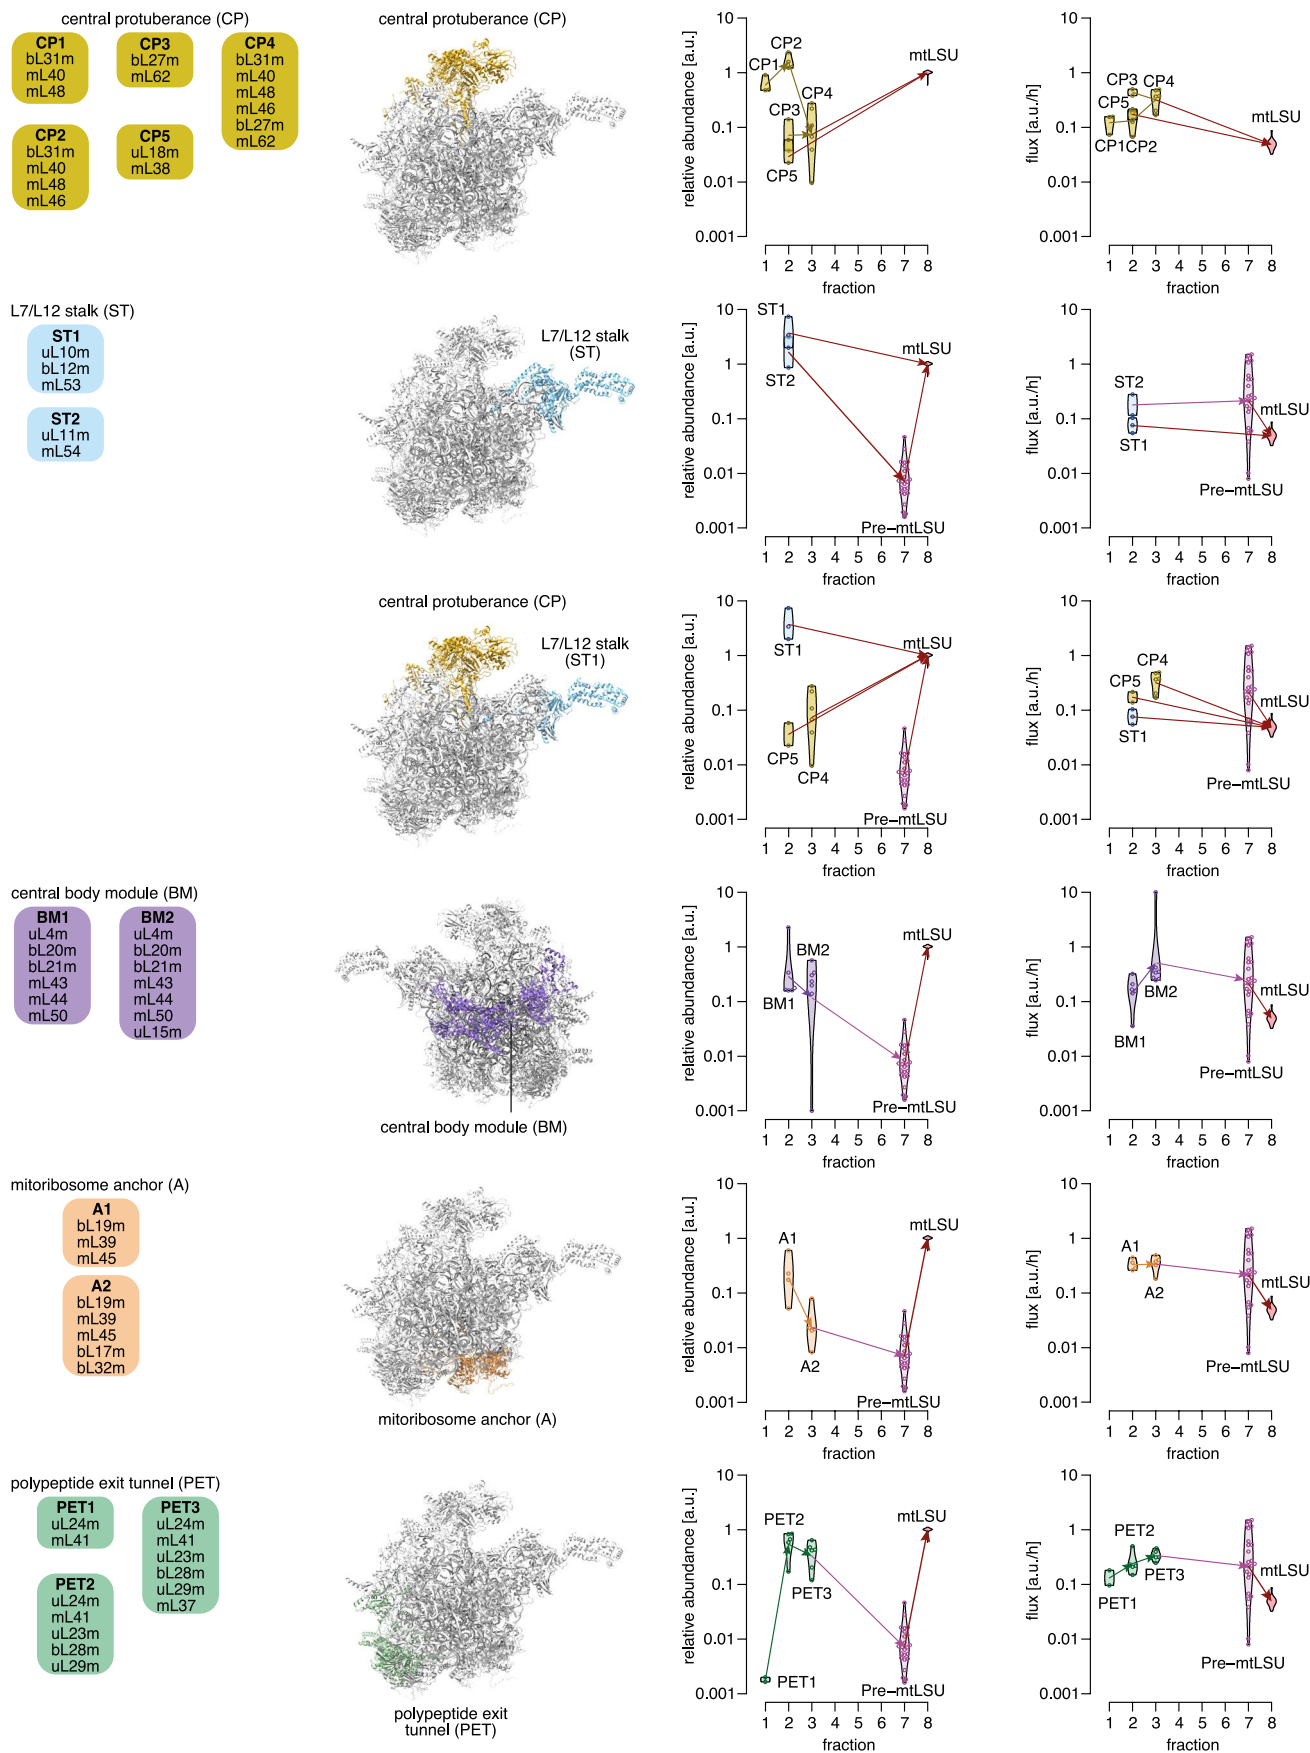 central protuberance (CP)
CP1
bL31m
mL40
mL48
CP3
bL27m
mL62
CP4
bL31m
mL40
mL48
mL46
bL27m
mL62
CP2
bL31m
mL40
mL48
mL46
CP5
uL18m
mL38
central protuberance (CP)
relative abundance [a.u.]
10
1
0.1
0.01
0.001
CP1
CP2
CP3
CP4
CP5
mtLSU
1 2 3 4 5 6 7 8
fraction
flux [a.u./h]
10
1
0.1
0.01
0.001
CP3
CP4
CP5
CP1
CP2
mtLSU
1 2 3 4 5 6 7 8
fraction
L7/L12 stalk (ST)
ST1
uL10m
bL12m
mL53
ST2
uL11m
mL54
L7/L12 stalk
(ST)
relative abundance [a.u.]
10
1
0.1
0.01
0.001
ST1
ST2
mtLSU
Pre−mtLSU
1 2 3 4 5 6 7 8
fraction
flux [a.u./h]
10
1
0.1
0.01
0.001
ST2
ST1
mtLSU
Pre−mtLSU
1 2 3 4 5 6 7 8
fraction
central protuberance (CP)
L7/L12 stalk
(ST1)
relative abundance [a.u.]
10
1
0.1
0.01
0.001
ST1
CP5
CP4
mtLSU
Pre−mtLSU
1 2 3 4 5 6 7 8
fraction
flux [a.u./h]
10
1
0.1
0.01
0.001
CP4
CP5
ST1
mtLSU
Pre−mtLSU
1 2 3 4 5 6 7 8
fraction
central body module (BM)
BM1
uL4m
bL20m
bL21m
mL43
mL44
mL50
BM2
uL4m
bL20m
bL21m
mL43
mL44
mL50
uL15m
central body module (BM)
relative abundance [a.u.]
10
1
0.1
0.01
0.001
BM1
BM2
mtLSU
Pre−mtLSU
1 2 3 4 5 6 7 8
fraction
flux [a.u./h]
10
1
0.1
0.01
0.001
BM1
BM2
mtLSU
Pre−mtLSU
1 2 3 4 5 6 7 8
fraction
mitoribosome anchor (A)
A1
bL19m
mL39
mL45
A2
bL19m
mL39
mL45
bL17m
bL32m
mitoribosome anchor (A)
relative abundance [a.u.]
10
1
0.1
0.01
0.001
A1
A2
mtLSU
Pre−mtLSU
1 2 3 4 5 6 7 8
fraction
flux [a.u./h]
10
1
0.1
0.01
0.001
A1
A2
mtLSU
Pre−mtLSU
1 2 3 4 5 6 7 8
fraction
polypeptide exit tunnel (PET)
PET1
uL24m
mL41
PET3
uL24m
mL41
uL23m
bL28m
uL29m
mL37
PET2
uL24m
mL41
uL23m
bL28m
uL29m
polypeptide exit
tunnel (PET)
relative abundance [a.u.]
10
1
0.1
0.01
0.001
PET2
PET3
PET1
mtLSU
Pre−mtLSU
1 2 3 4 5 6 7 8
fraction
flux [a.u./h]
10
1
0.1
0.01
0.001
PET2
PET3
PET1
mtLSU
Pre−mtLSU
1 2 3 4 5 6 7 8
fraction